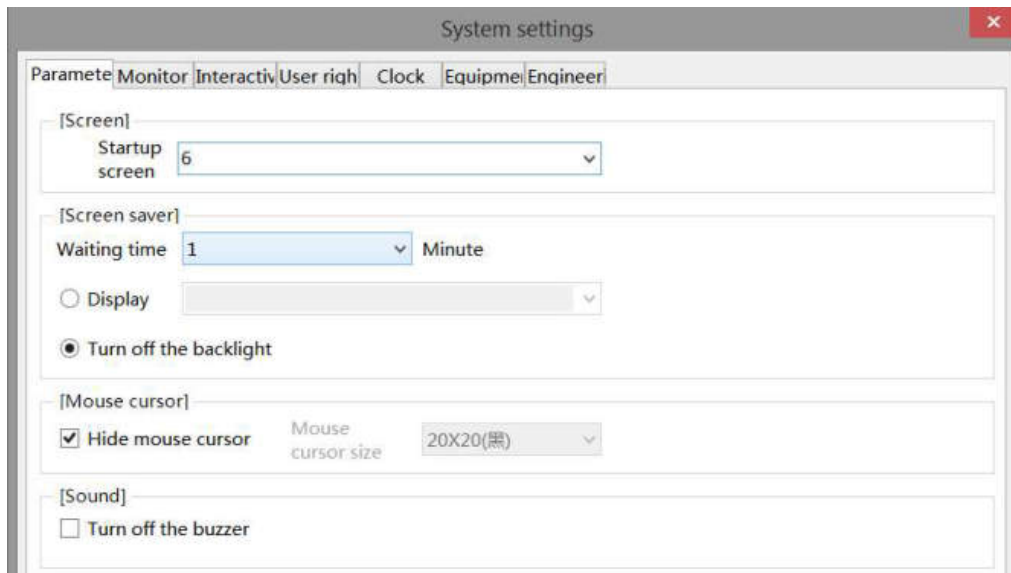 System settings
Paramete Monitor Interactiv User righ Clock Equipmer Engineer
[Screen]
Startup screen 6
[Screen saver]
Waiting time 1 Minute
Display
Turn off the backlight
[Mouse cursor]
Hide mouse cursor Mouse cursor size 20X20(黑)
[Sound]
Turn off the buzzer